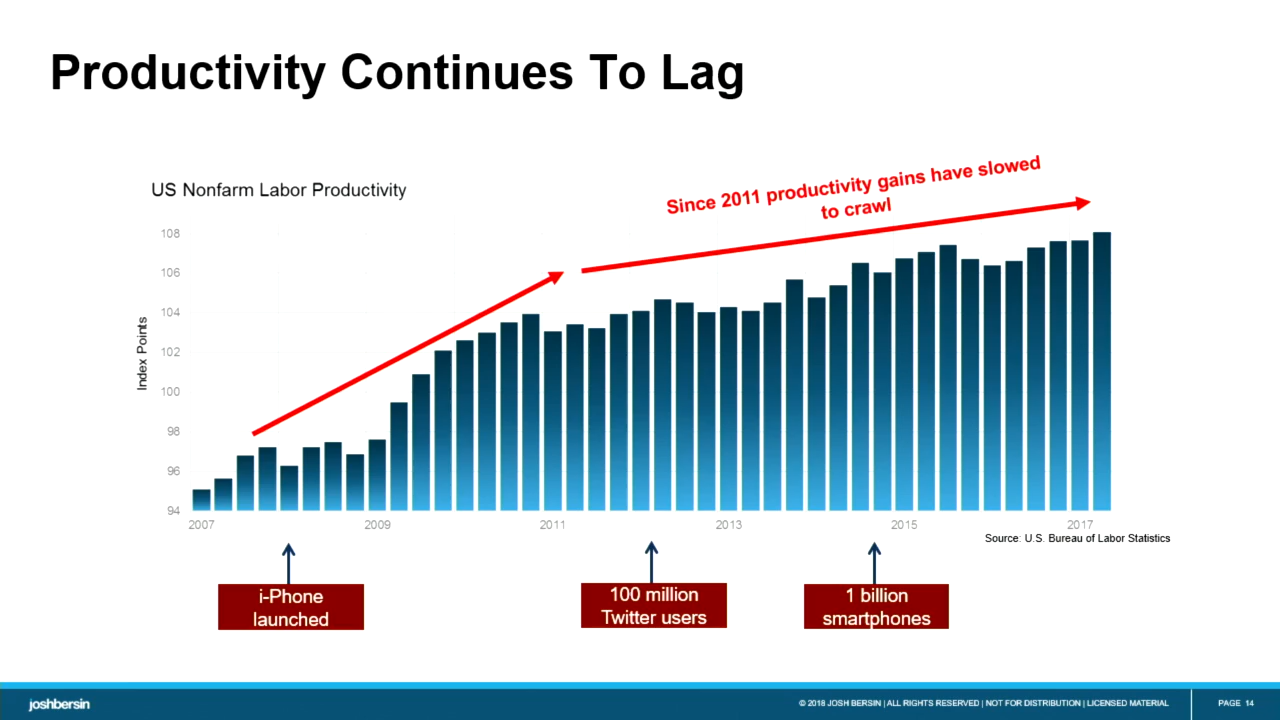 Productivity Continues To Lag
US Nonfarm Labor Productivity
Since 2011 productivity gains have slowed
to crawl
Index Points
108
106
104
102
100
98
96
94
2007
2009
2011
2013
2015
2017
Source: U.S. Bureau of Labor Statistics
i-Phone
launched
100 million
Twitter users
1 billion
smartphones
joshbersin
© 2018 JOSH BERSIN | ALL RIGHTS RESERVED | NOT FOR DISTRIBUTION | LICENSED MATERIAL
PAGE 14